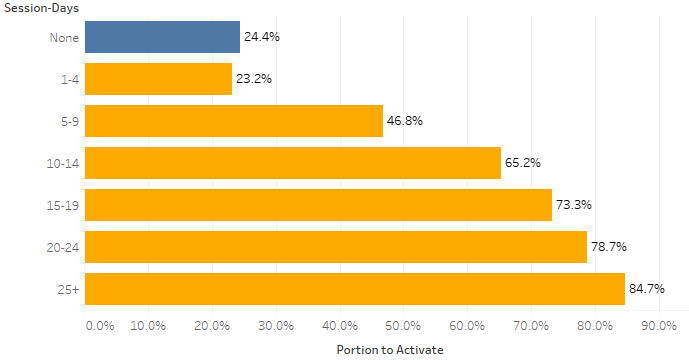 Session-Days
None 24.4%
1-4 23.2%
5-9 46.8%
10-14 65.2%
15-19 73.3%
20-24 78.7%
25+ 84.7%
0.0% 10.0% 20.0% 30.0% 40.0% 50.0% 60.0% 70.0% 80.0% 90.0%
Portion to Activate